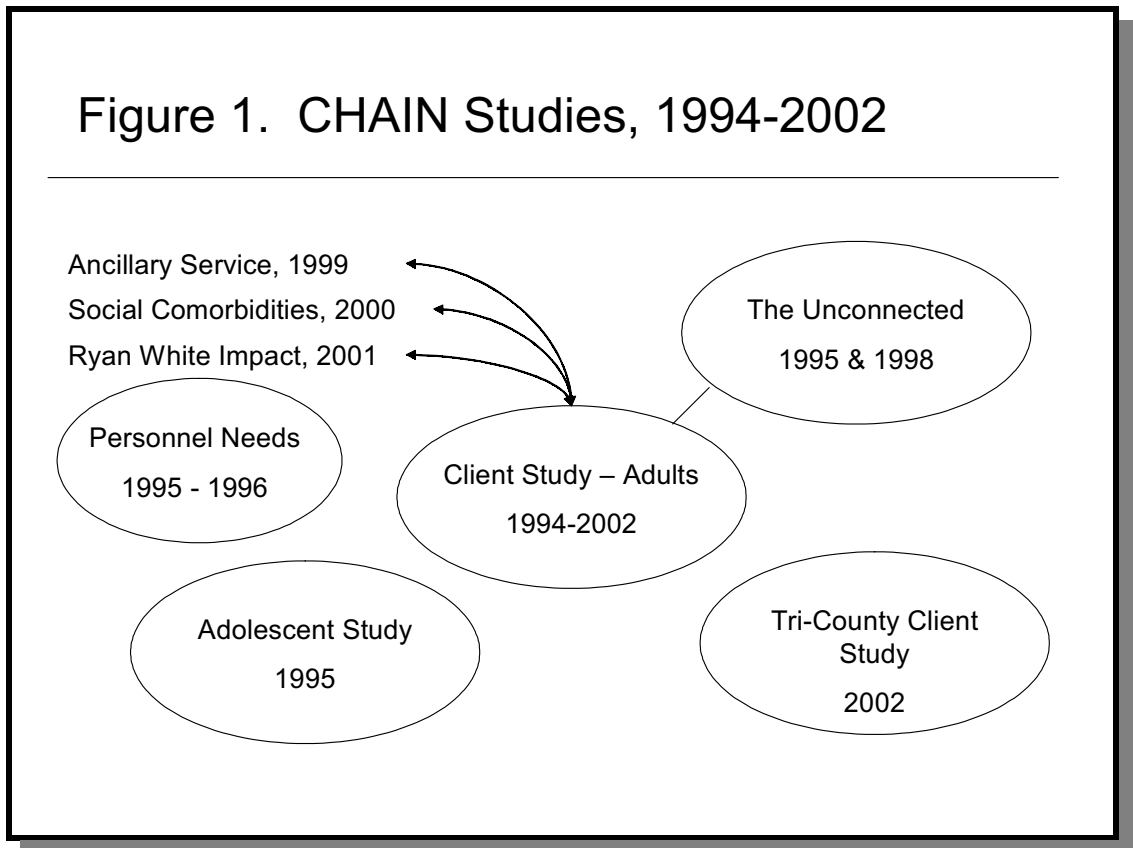 Figure 1. CHAIN Studies, 1994-2002
Ancillary Service, 1999
Social Comorbidities, 2000
Ryan White Impact, 2001
The Unconnected
1995 & 1998
Personnel Needs
1995 - 1996
Client Study – Adults
1994-2002
Adolescent Study
1995
Tri-County Client
Study
2002